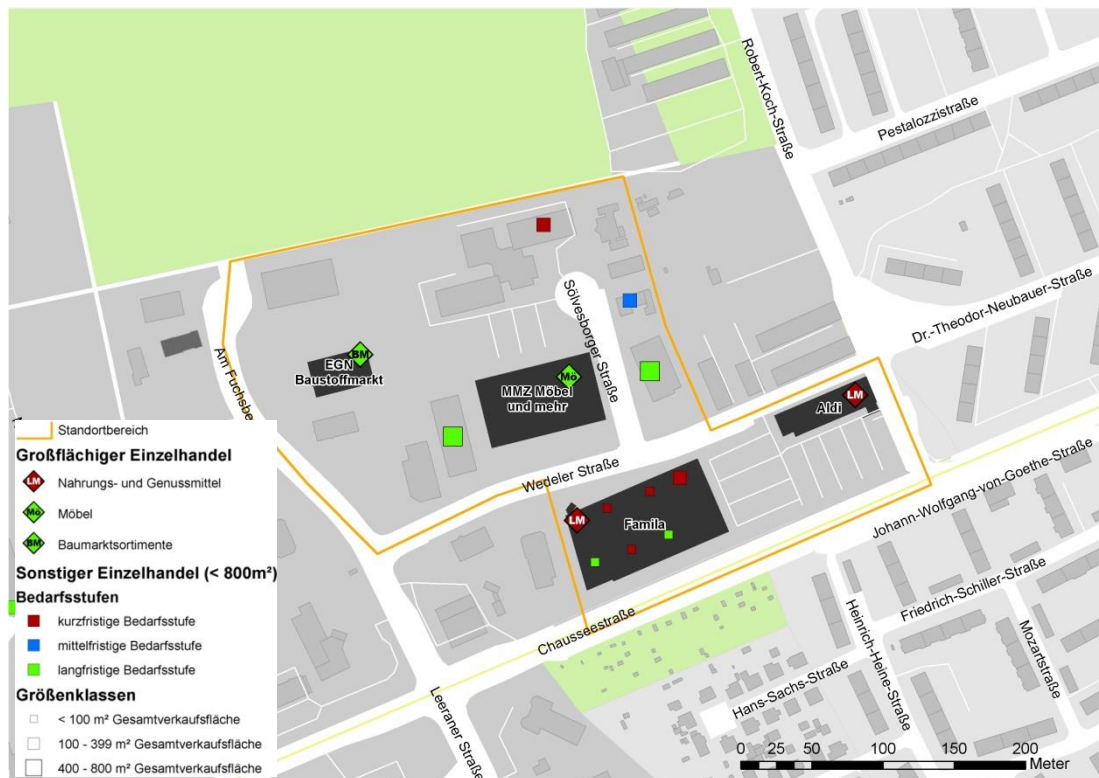 Robert-Koch-Straße
Pestalozzistraße
Dr.-Theodor-Neubauer-Straße
Sölvesborger Straße
Am Fuchsbe
BM
EGN
Baustoffmarkt
Mö
MMZ Möbel
und mehr
LM
Aldi
Wedeler Straße
LM
Famila
Johann-Wolfgang-von-Goethe-Straße
Chausseestraße
Friedrich-Schiller-Straße
Heinrich-Heine-Straße
Mozartstraße
Hans-Sachs-Straße
Leeraner Straße
Standortbereich
Großflächiger Einzelhandel
LM Nahrungs- und Genussmittel
Mö Möbel
BM Baumarktsortimente
Sonstiger Einzelhandel (< 800m²)
Bedarfsstufen
kurzfristige Bedarfsstufe
mittelfristige Bedarfsstufe
langfristige Bedarfsstufe
Größenklassen
< 100 m² Gesamtverkaufsfläche
100 - 399 m² Gesamtverkaufsfläche
400 - 800 m² Gesamtverkaufsfläche
0 25 50 100 150 200
Meter